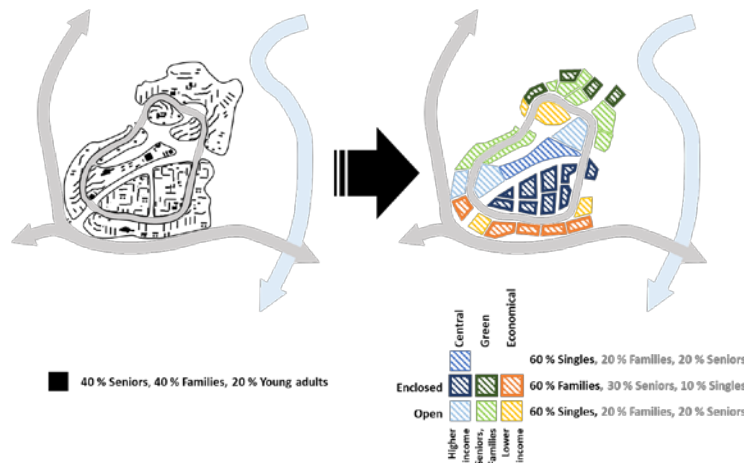 40 % Seniors, 40 % Families, 20 % Young adults
Central
Green
Economical
60 % Singles, 20 % Families, 20 % Seniors
Enclosed
60 % Families, 30 % Seniors, 10 % Singles
Open
60 % Singles, 20 % Families, 20 % Seniors
Higher
income
Seniors,
Families
Lower
income